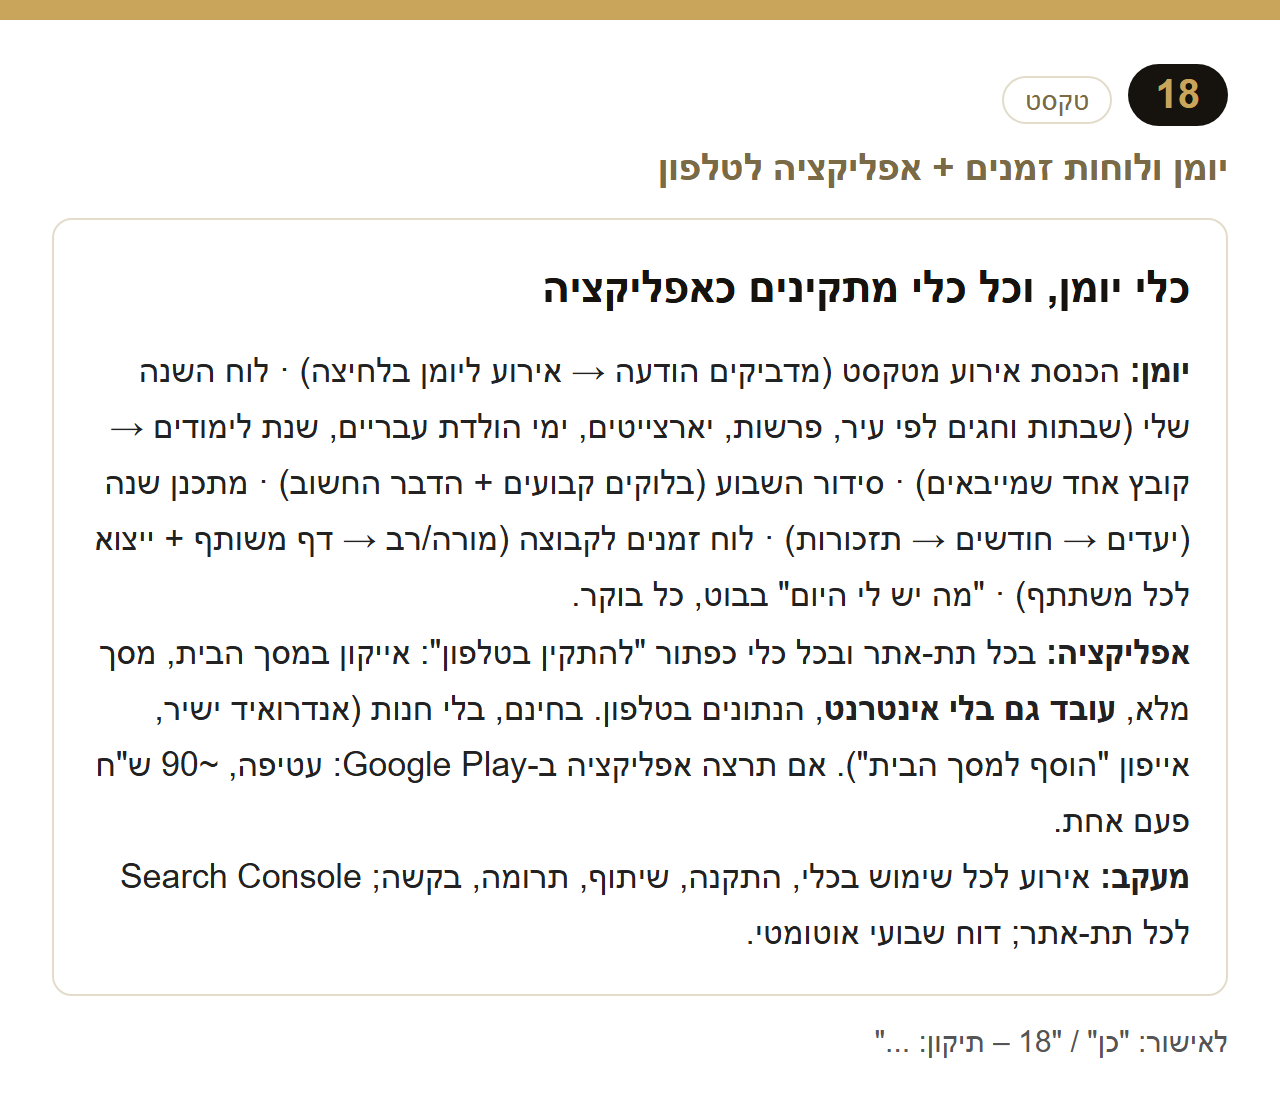 18
טקסט
יומן ולוחות זמנים + אפליקציה לטלפון
כלי יומן, וכל כלי מתקינים כאפליקציה
יומן: הכנסת אירוע מטקסט (מדביקים הודעה → אירוע ליומן בלחיצה) · לוח השנה
שלי (שבתות וחגים לפי עיר, פרשות, יארצייטים, ימי הולדת עבריים, שנת לימודים →
קובץ אחד שמייבאים) · סידור השבוע (בלוקים קבועים + הדבר החשוב) · מתכנן שנה
(יעדים → חודשים → תזכורות) · לוח זמנים לקבוצה (מורה/רב → דף משותף + ייצוא
לכל משתתף) · "מה יש לי היום" בבוט, כל בוקר.
אפליקציה: בכל תת-אתר ובכל כלי כפתור "להתקין בטלפון": אייקון במסך הבית, מסך
מלא, עובד גם בלי אינטרנט, הנתונים בטלפון. בחינם, בלי חנות (אנדרואיד ישיר,
אייפון "הוסף למסך הבית"). אם תרצה אפליקציה ב-Google Play: עטיפה, ~90 ש"ח
פעם אחת.
מעקב: אירוע לכל שימוש בכלי, התקנה, שיתוף, תרומה, בקשה; Search Console
לכל תת-אתר; דוח שבועי אוטומטי.
לאישור: "כן" / "18 – תיקון: ..."